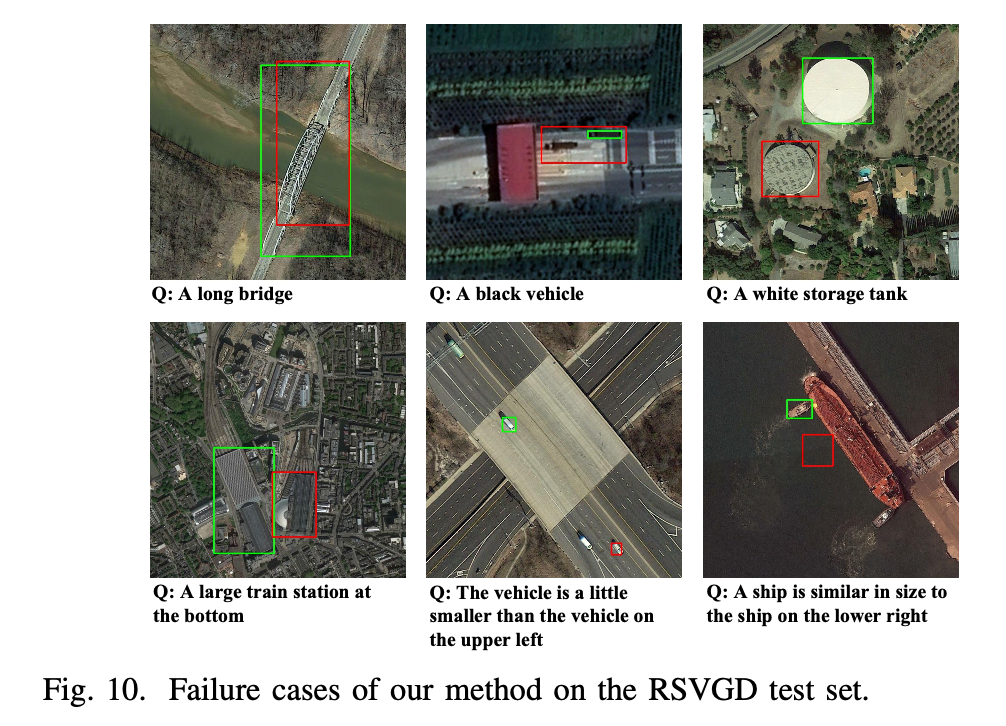 Q: A long bridge
Q: A black vehicle
Q: A white storage tank
Q: A large train station at
the bottom
Q: The vehicle is a little
smaller than the vehicle on
the upper left
Q: A ship is similar in size to
the ship on the lower right
Fig. 10. Failure cases of our method on the RSVGD test set.